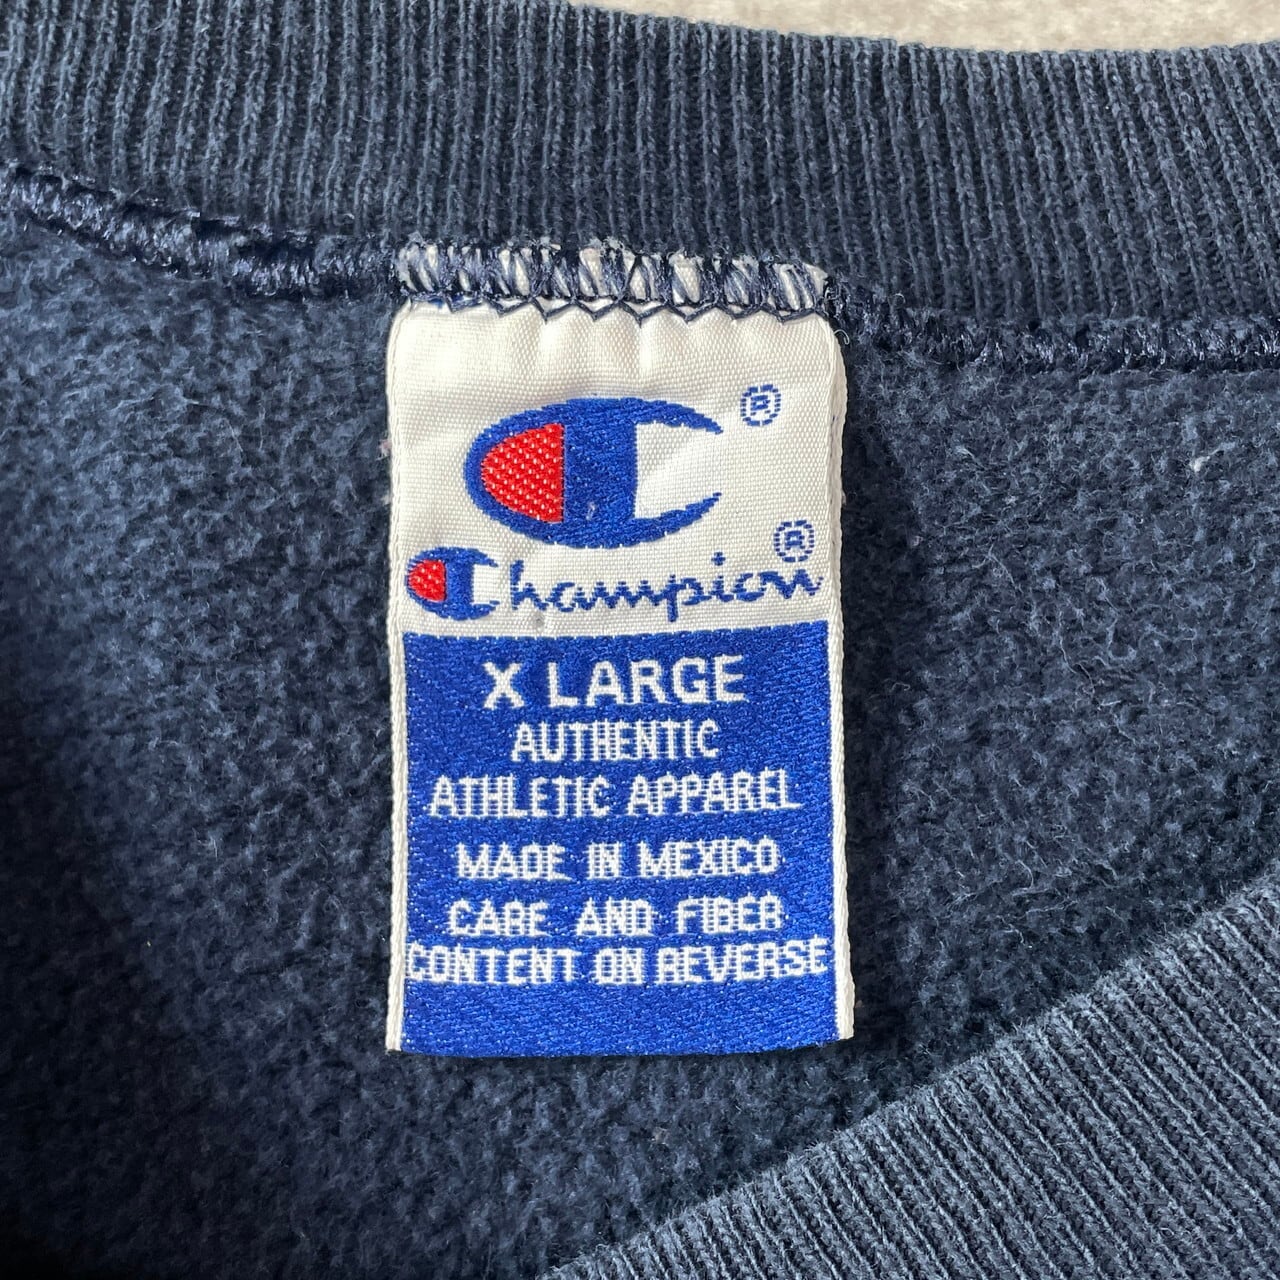 ®
Champion®
X LARGE
AUTHENTIC
ATHLETIC APPAREL
MADE IN MEXICO
CARE AND FIBER
CONTENT ON REVERSE